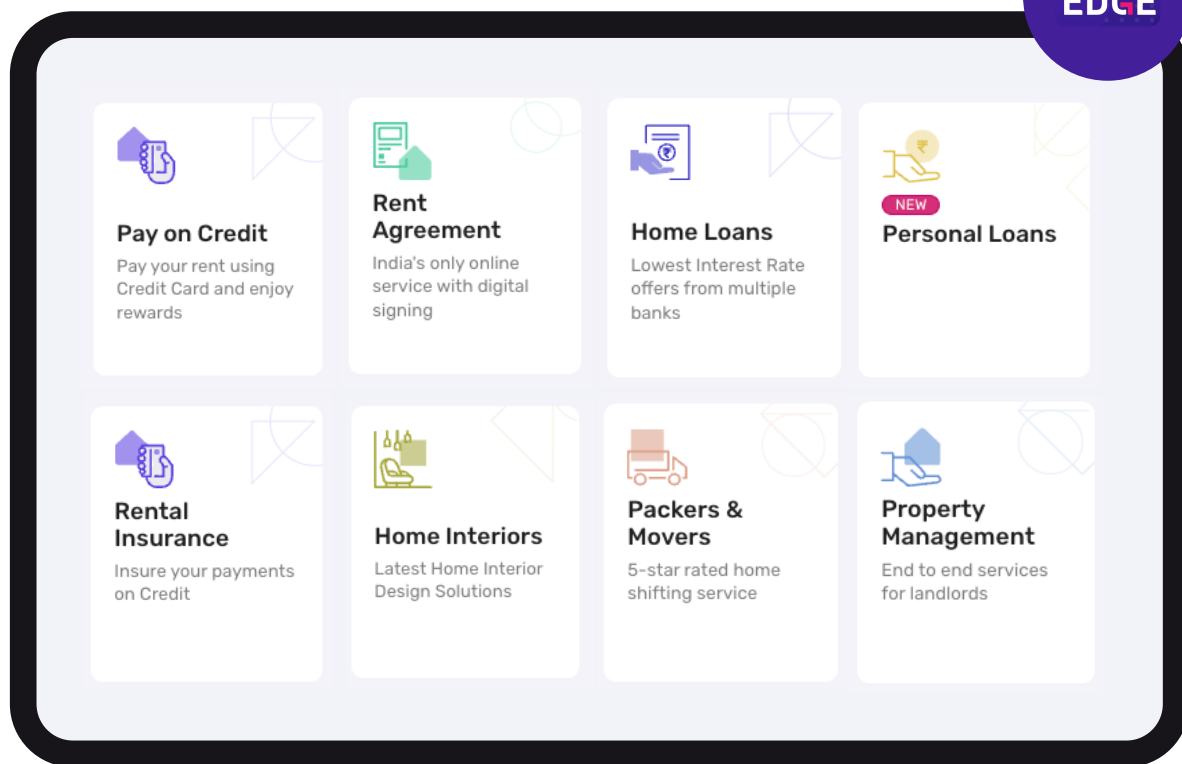 EDGE
Pay on Credit
Pay your rent using
Credit Card and enjoy
rewards
Rent
Agreement
India's only online
service with digital
signing
Home Loans
Lowest Interest Rate
offers from multiple
banks
NEW
Personal Loans
Rental
Insurance
Insure your payments
on Credit
Home Interiors
Latest Home Interior
Design Solutions
Packers &
Movers
5-star rated home
shifting service
Property
Management
End to end services
for landlords